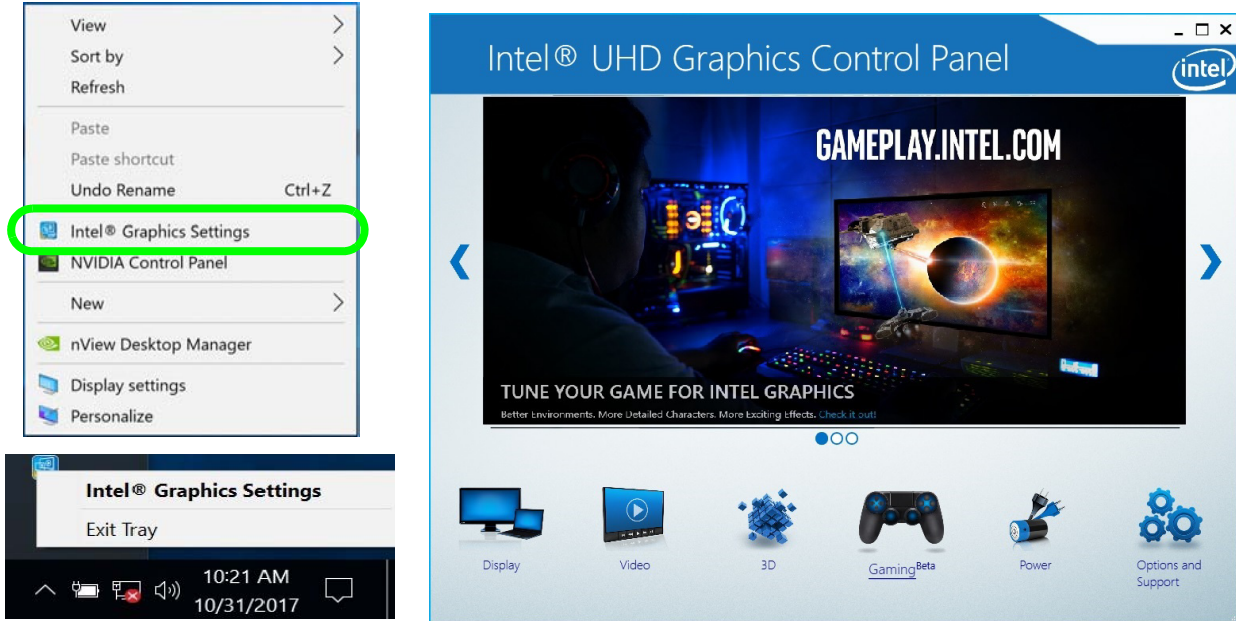 View
Sort by
Refresh
Paste
Paste shortcut
Undo Rename Ctrl+Z
Intel® Graphics Settings
NVIDIA Control Panel
New
nView Desktop Manager
Display settings
Personalize
Intel® Graphics Settings
Exit Tray
10:21 AM
10/31/2017
Intel® UHD Graphics Control Panel
intel
GAMEPLAY.INTEL.COM
TUNE YOUR GAME FOR INTEL GRAPHICS
Better Environments. More Detailed Characters. More Exciting Effects. Check it out!
Display
Video
3D
Gaming Beta
Power
Options and
Support